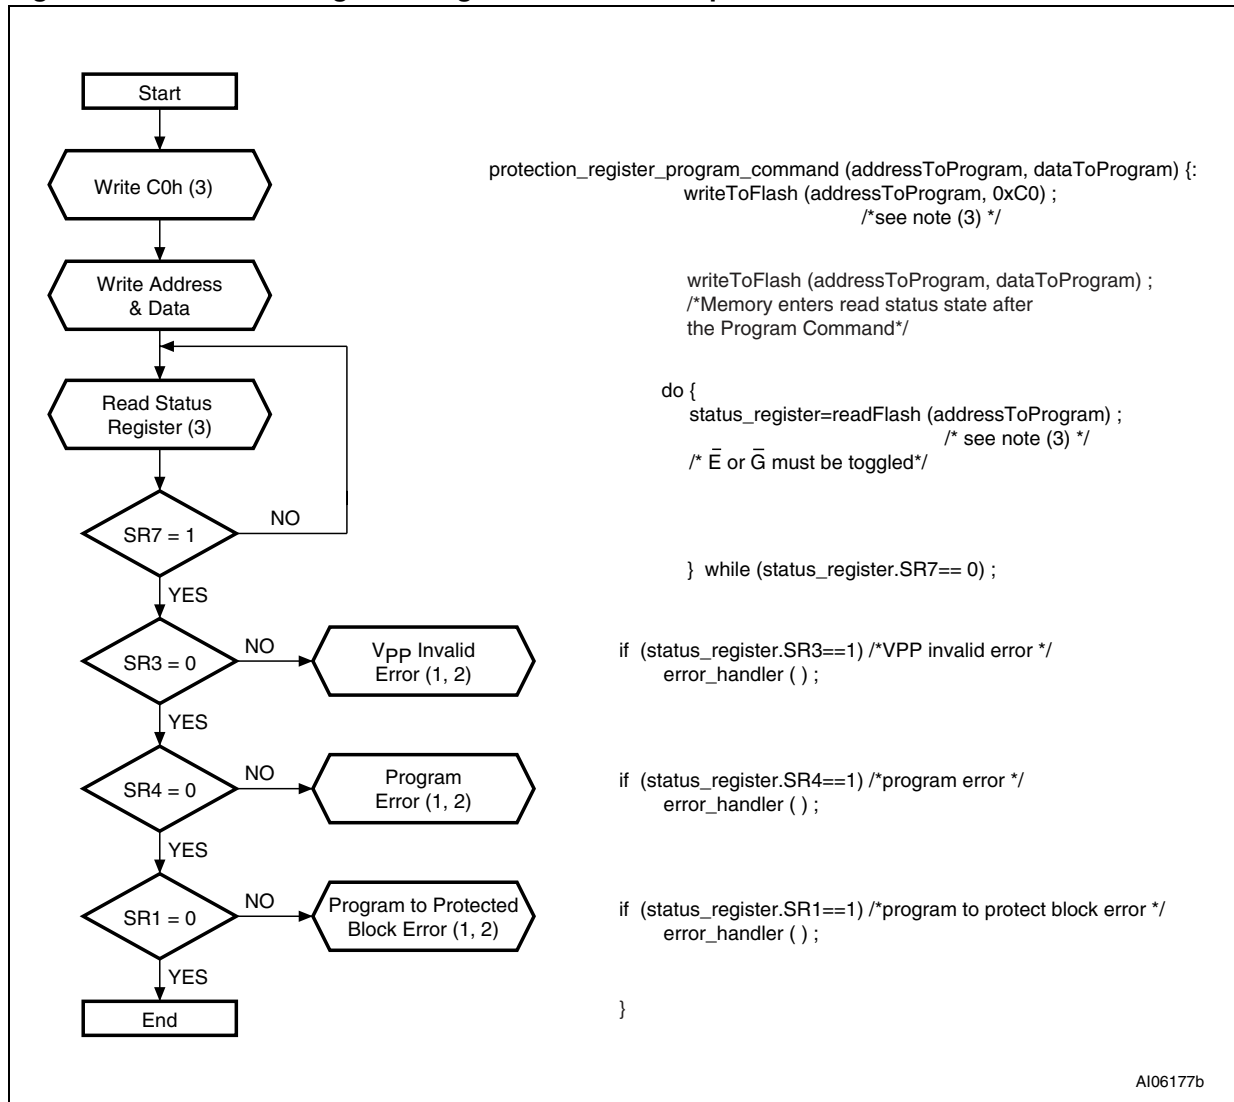 Start
Write C0h (3)
Write Address
& Data
Read Status
Register (3)
SR7 = 1
NO
YES
SR3 = 0
NO
VPP Invalid
Error (1, 2)
YES
SR4 = 0
NO
Program
Error (1, 2)
YES
SR1 = 0
NO
Program to Protected
Block Error (1, 2)
YES
End
protection_register_program_command (addressToProgram, dataToProgram) {:
writeToFlash (addressToProgram, 0xC0) ;
/*see note (3) */
writeToFlash (addressToProgram, dataToProgram) ;
/*Memory enters read status state after
the Program Command*/
do {
status_register=readFlash (addressToProgram) ;
/* see note (3) */
/* E̅ or G̅ must be toggled*/
} while (status_register.SR7== 0) ;
if (status_register.SR3==1) /*VPP invalid error */
error_handler ( ) ;
if (status_register.SR4==1) /*program error */
error_handler ( ) ;
if (status_register.SR1==1) /*program to protect block error */
error_handler ( ) ;
}
AI06177b